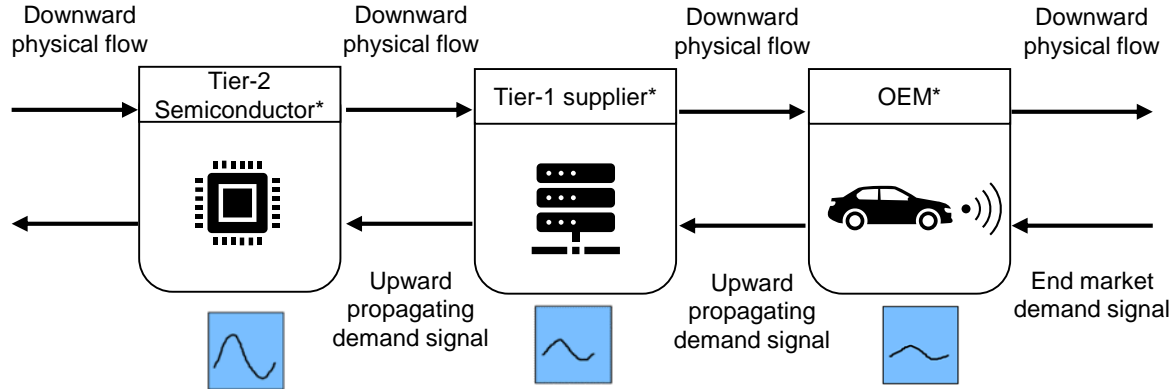 Downward
physical flow
Downward
physical flow
Downward
physical flow
Downward
physical flow
Tier-2
Semiconductor*
Tier-1 supplier*
OEM*
Upward
propagating
demand signal
Upward
propagating
demand signal
End market
demand signal